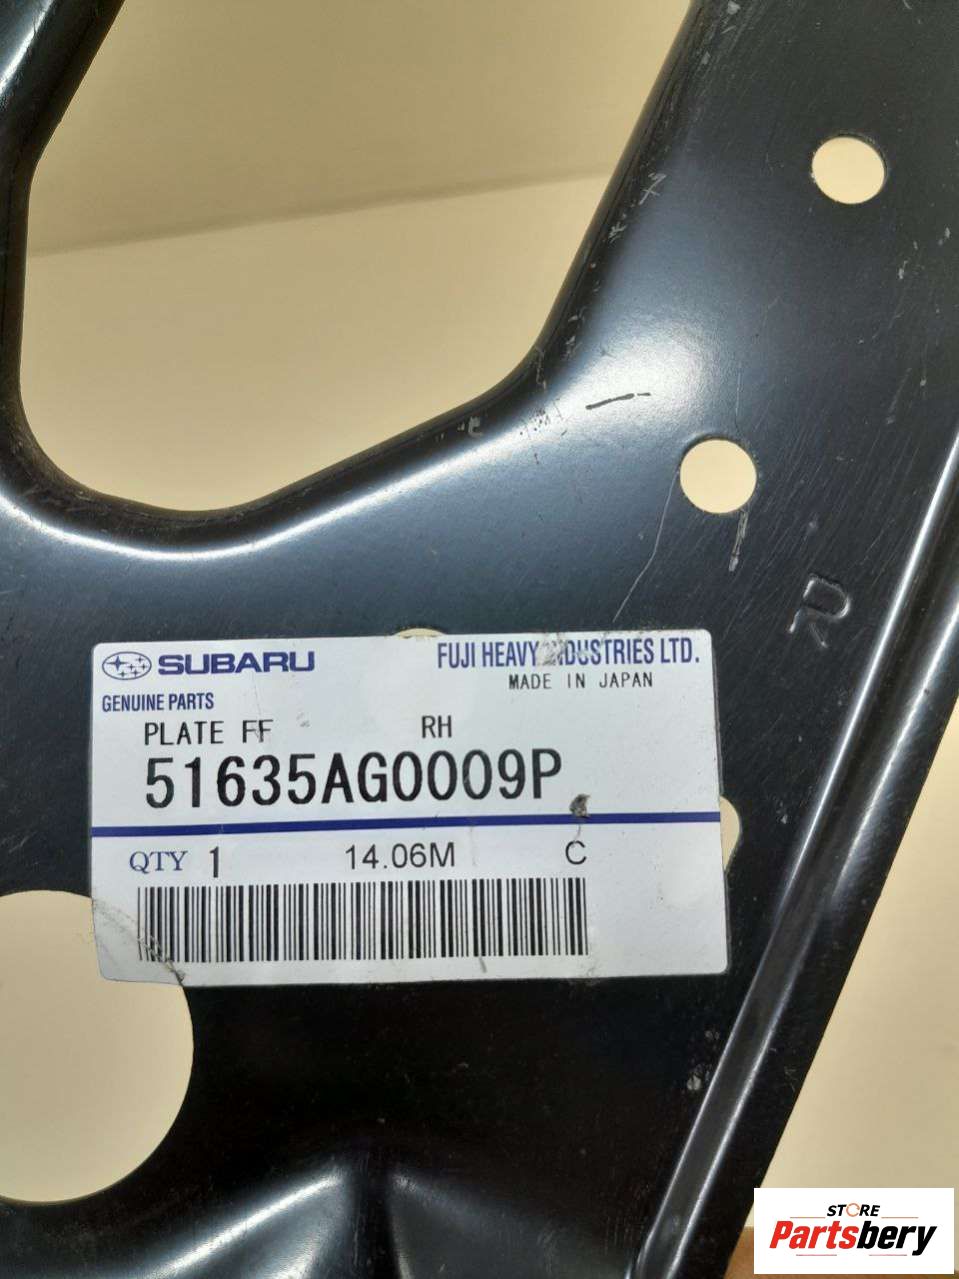 R
SUBARU
FUJI HEAVY INDUSTRIES LTD.
MADE IN JAPAN
GENUINE PARTS
PLATE FF RH
51635AG0009P
QTY 1 14.06M C
STORE
Partsbery